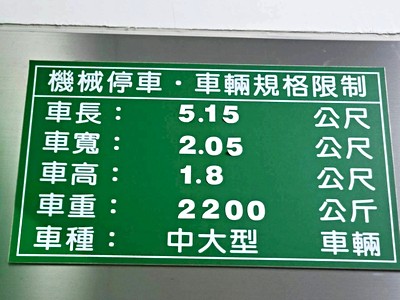 機械停車·車輛規格限制
車長： 5.15 公尺
車寬： 2.05 公尺
車高： 1.8 公尺
車重： 2200 公斤
車種： 中大型 車輛